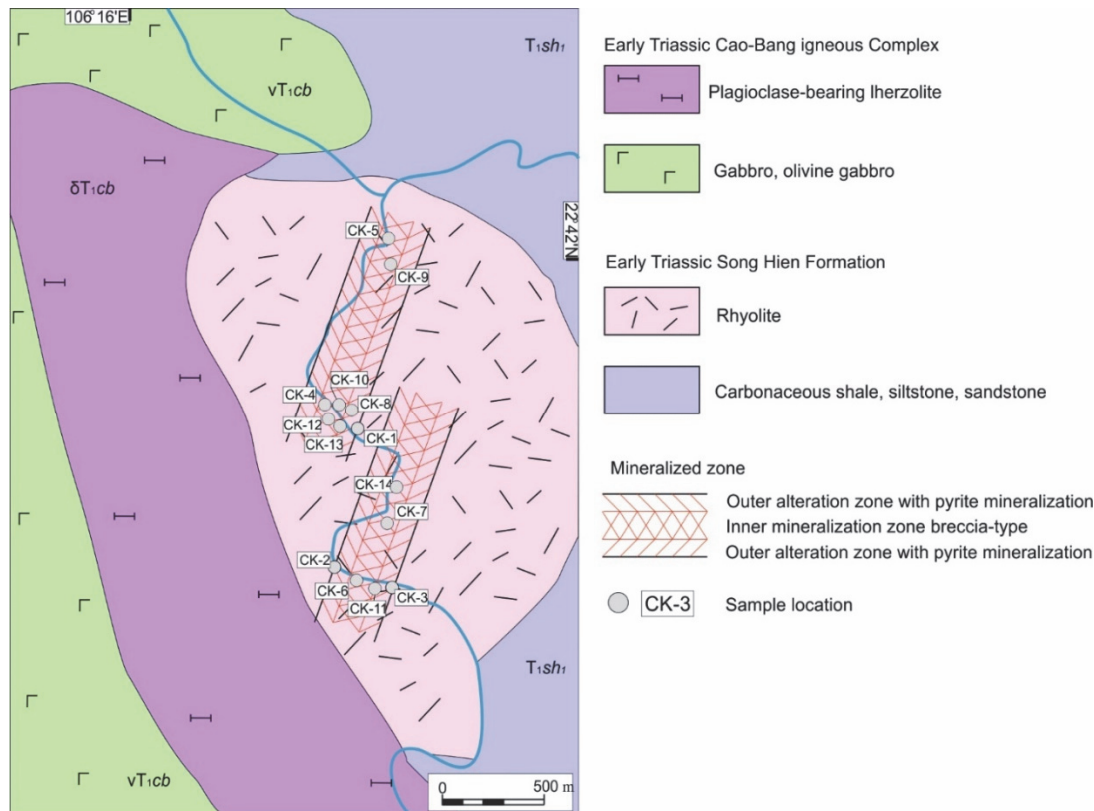 106°16'E
T₁sh₁
νT₁cb
δT₁cb
22°42'N
CK-5
CK-9
CK-10
CK-4
CK-8
CK-12
CK-1
CK-13
CK-14
CK-7
CK-2
CK-6
CK-3
CK-11
T₁sh₁
νT₁cb
0 500 m
Early Triassic Cao-Bang igneous Complex
Plagioclase-bearing lherzolite
Gabbro, olivine gabbro
Early Triassic Song Hien Formation
Rhyolite
Carbonaceous shale, siltstone, sandstone
Mineralized zone
Outer alteration zone with pyrite mineralization
Inner mineralization zone breccia-type
Outer alteration zone with pyrite mineralization
CK-3 Sample location